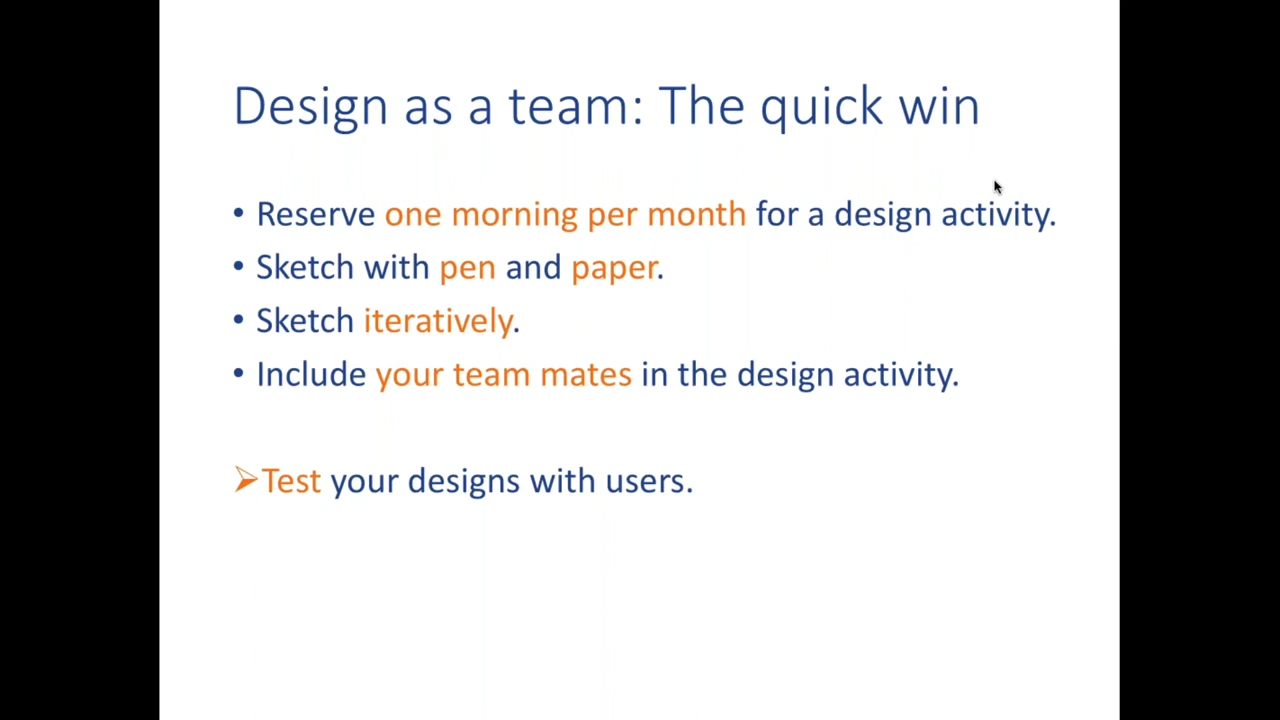 Design as a team: The quick win
• Reserve one morning per month for a design activity.
• Sketch with pen and paper.
• Sketch iteratively.
• Include your team mates in the design activity.
➢Test your designs with users.